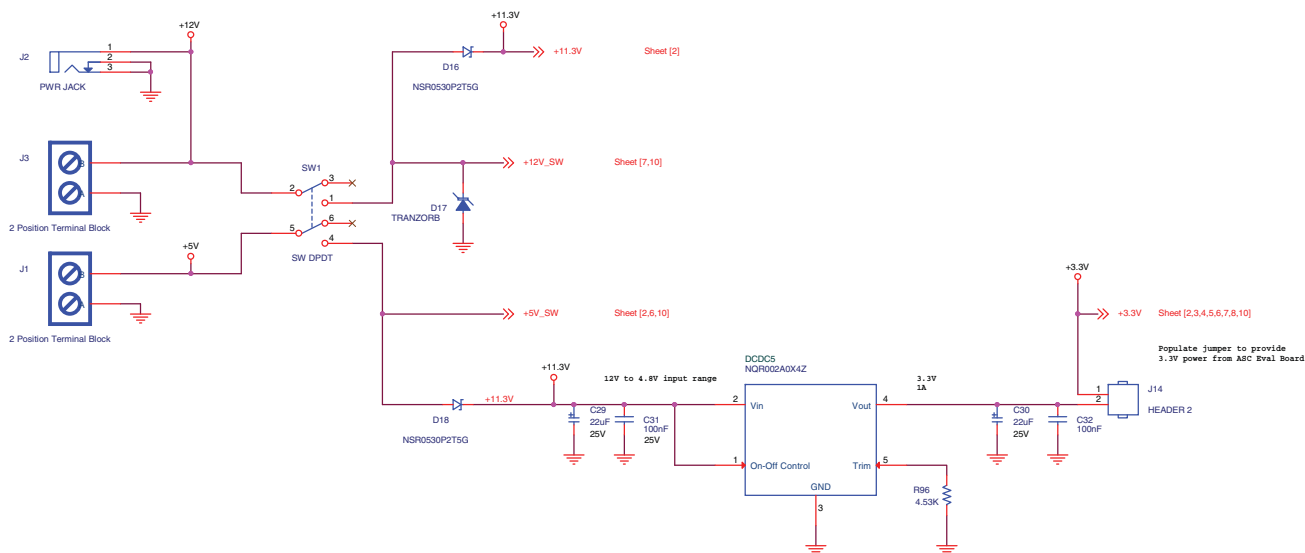 +12V
J2
1
2
3
PWR JACK
J3
B
A
2 Position Terminal Block
+5V
J1
B
A
2 Position Terminal Block
SW1
2
3
1
5
6
4
SW DPDT
+11.3V
D16
NSR0530P2T5G
+11.3V
Sheet [2]
+12V_SW
Sheet [7,10]
D17
TRANZORB
+5V_SW
Sheet [2,6,10]
D18
NSR0530P2T5G
+11.3V
+11.3V
C29
22uF
25V
C31
100nF
25V
12V to 4.8V input range
DCDC5
NQR002A0X4Z
2
Vin
Vout
4
1
On-Off Control
Trim
5
GND
3
3.3V
1A
R96
4.53K
C30
22uF
25V
C32
100nF
+3.3V
+3.3V
Sheet [2,3,4,5,6,7,8,10]
Populate jumper to provide
3.3V power from ASC Eval Board
1
2
J14
HEADER 2